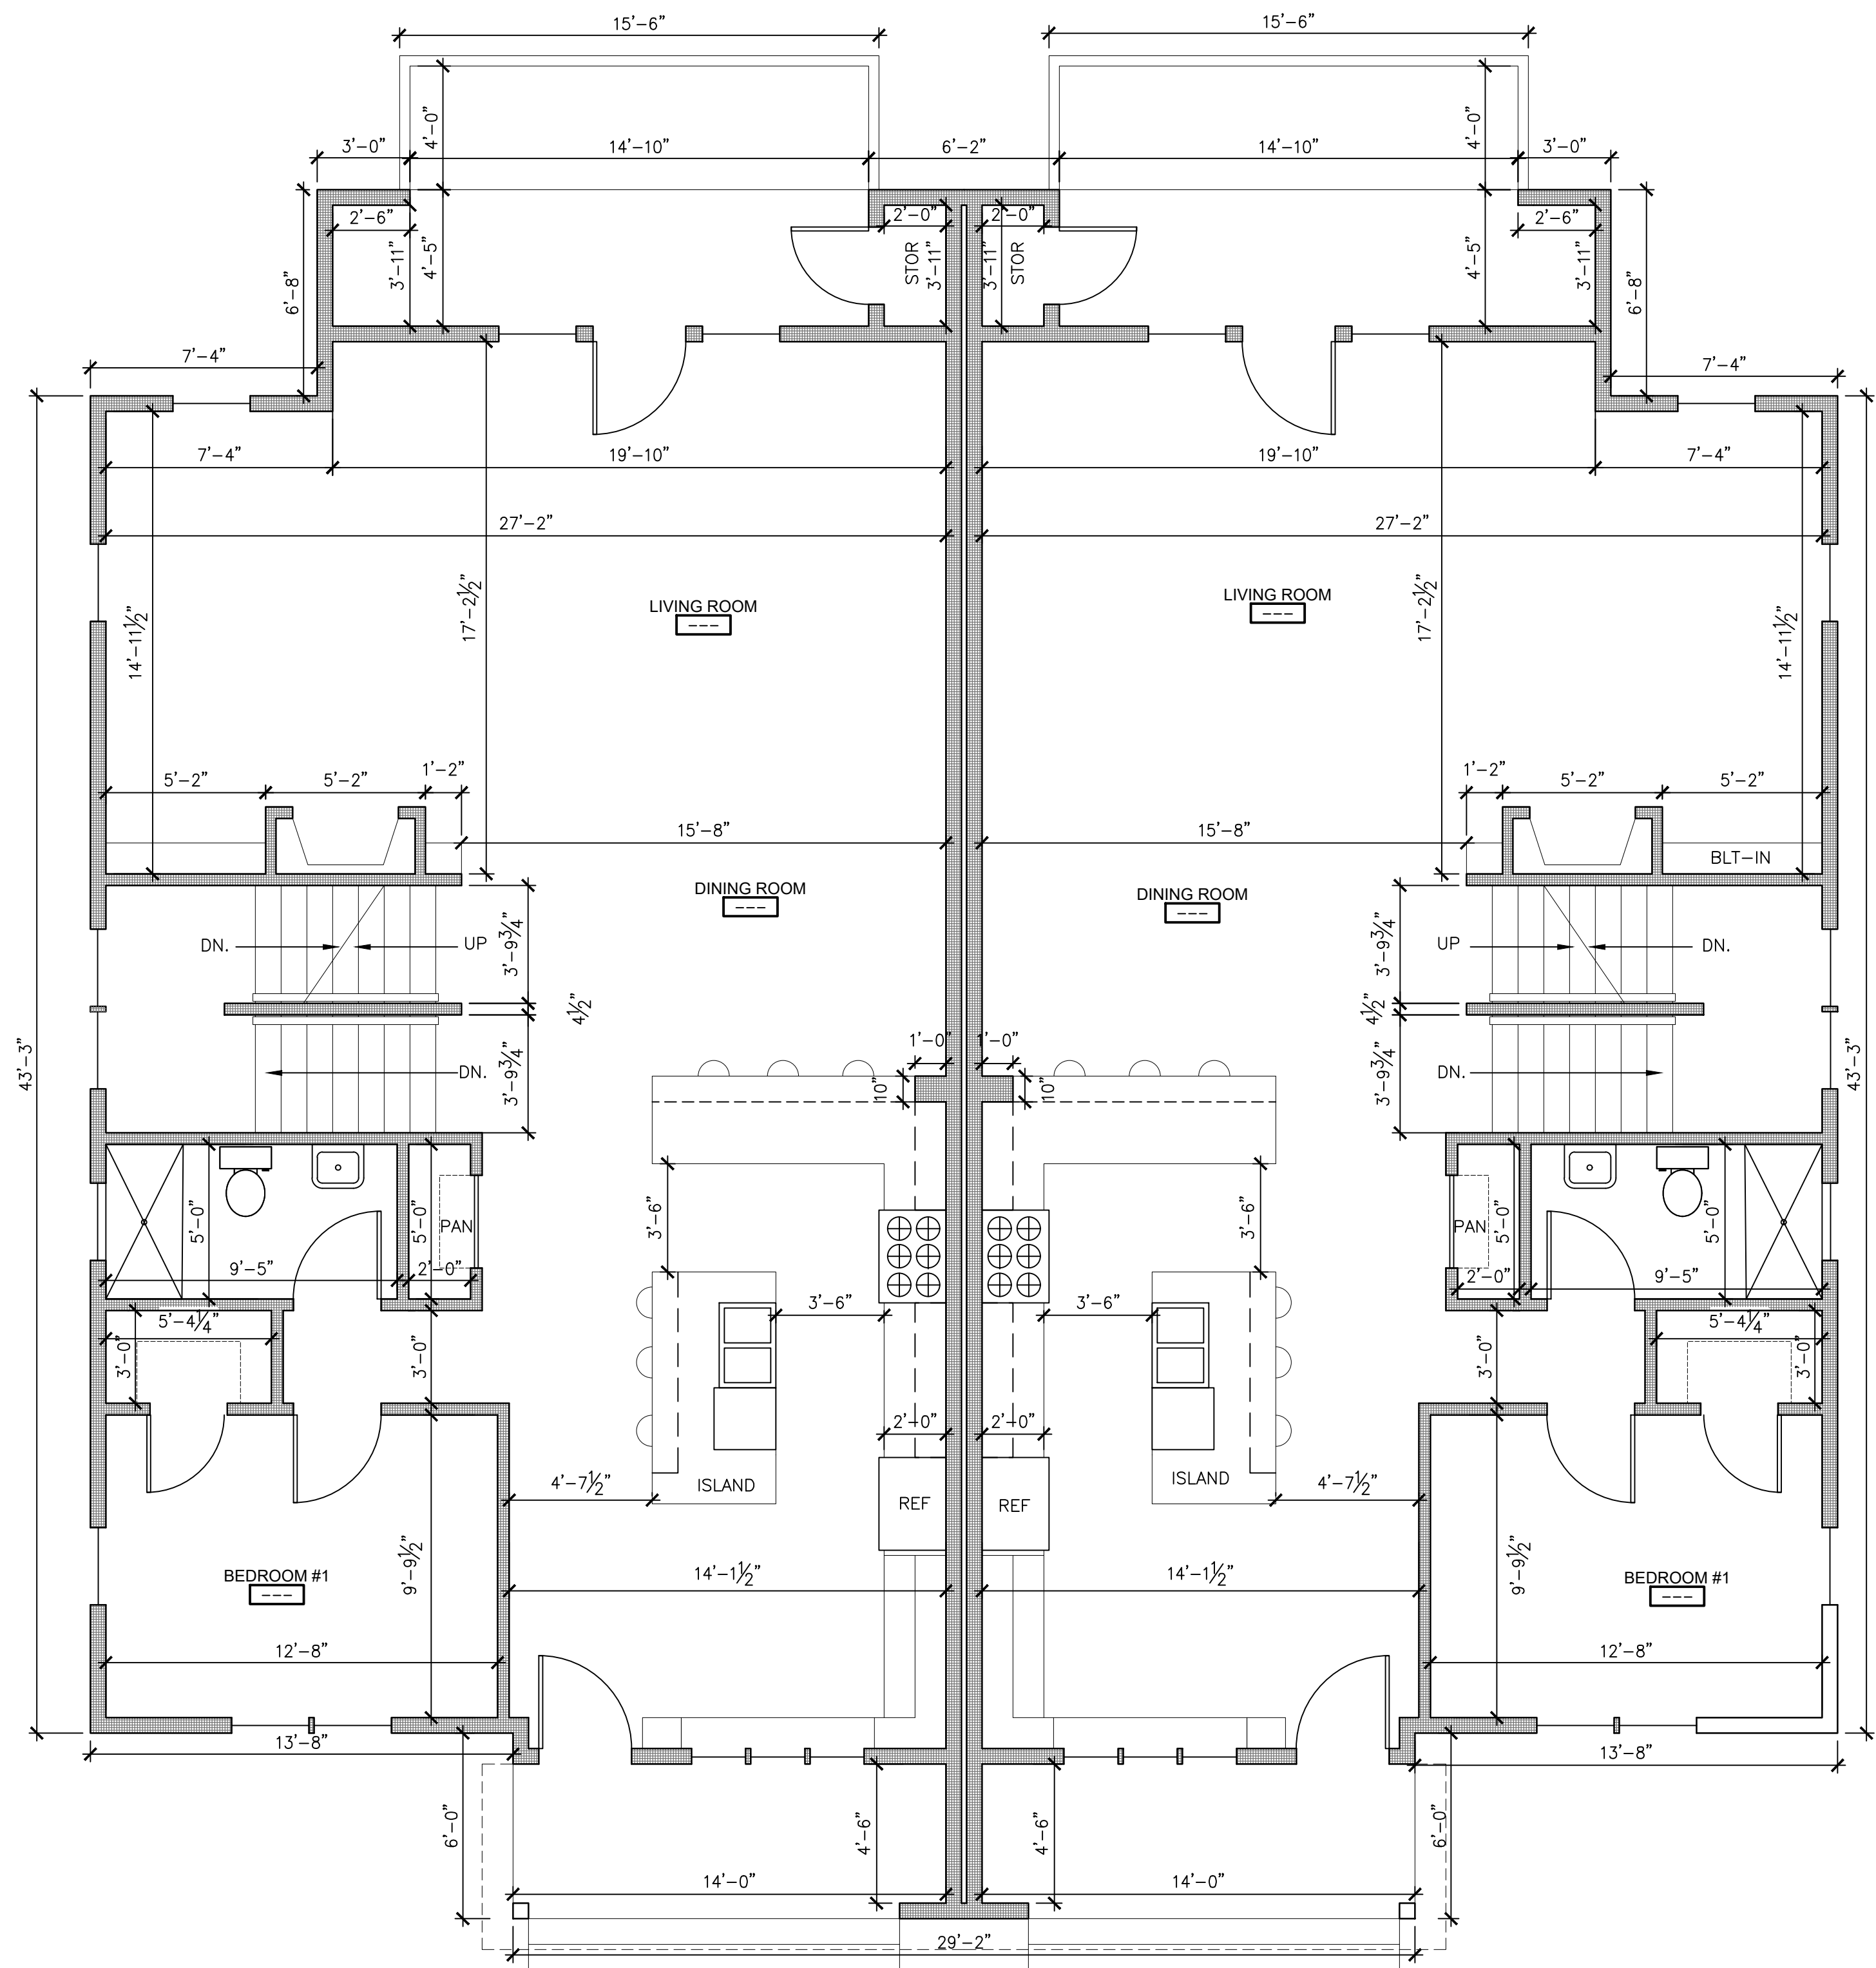 15'-6" 15'-6"
4'-0" 4'-0"
3'-0" 14'-10" 6'-2" 14'-10" 3'-0"
2'-6" 2'-0" 2'-0" 2'-6"
3'-11" 4'-5" STOR 3'-11" 3'-11" STOR 4'-5" 3'-11"
6'-8" 6'-8"
7'-4" 7'-4"
7'-4" 19'-10" 19'-10" 7'-4"
27'-2" 27'-2"
LIVING ROOM LIVING ROOM
--- ---
14'-11½" 17'-2½" 17'-2½" 14'-11½"
5'-2" 5'-2" 1'-2" 1'-2" 5'-2" 5'-2"
15'-8" 15'-8"
BLT-IN
DINING ROOM DINING ROOM
--- ---
DN. UP 3'-9¾" 3'-9¾" UP DN.
4½" 4½"
43'-3" 43'-3"
1'-0" 1'-0"
DN. 3'-9¾" 3'-9¾" DN.
10" 10"
5'-0" 5'-0" PAN 3'-6" 3'-6" PAN 5'-0" 5'-0"
9'-5" 2'-0" 2'-0" 9'-5"
3'-6" 3'-6"
5'-4¼" 5'-4¼"
3'-0" 3'-0" 3'-0" 3'-0"
2'-0" 2'-0"
4'-7½" ISLAND ISLAND 4'-7½"
REF REF
9'-9½" 14'-1½" 14'-1½" 9'-9½"
BEDROOM #1 BEDROOM #1
--- ---
12'-8" 12'-8"
13'-8" 13'-8"
6'-0" 4'-6" 4'-6" 6'-0"
14'-0" 14'-0"
29'-2"